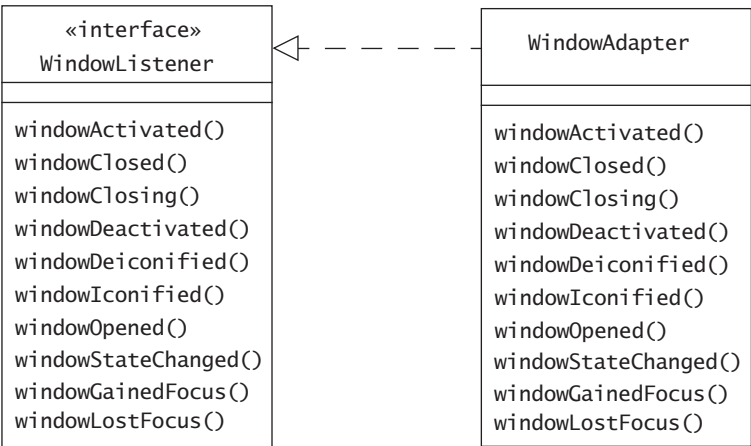 «interface»
WindowListener
windowActivated()
windowClosed()
windowClosing()
windowDeactivated()
windowDeiconified()
windowIconified()
windowOpened()
windowStateChanged()
windowGainedFocus()
windowLostFocus()
WindowAdapter
windowActivated()
windowClosed()
windowClosing()
windowDeactivated()
windowDeiconified()
windowIconified()
windowOpened()
windowStateChanged()
windowGainedFocus()
windowLostFocus()